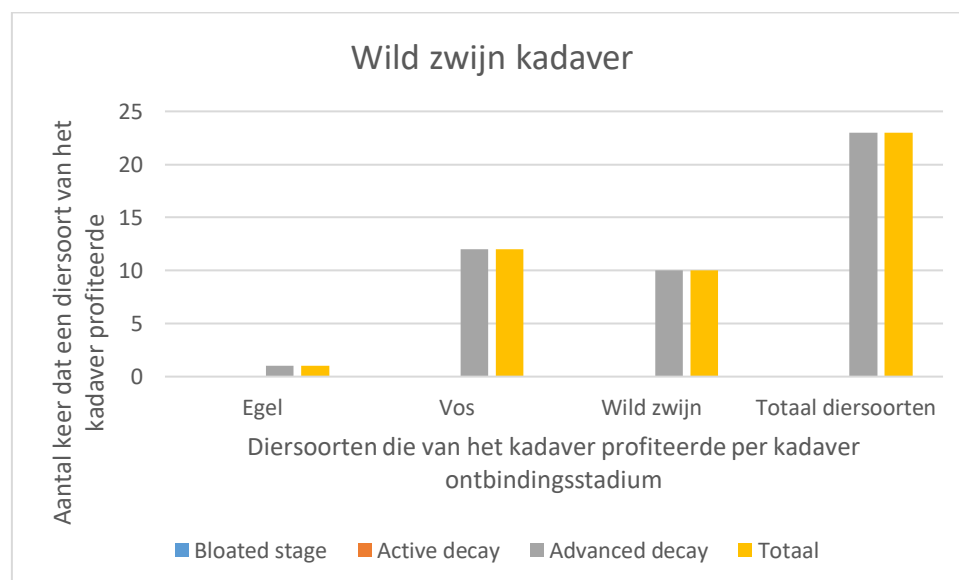 Wild zwijn kadaver
Aantal keer dat een diersoort van het
kadaver profiteerde
25
20
15
10
5
0
Egel Vos Wild zwijn Totaal diersoorten
Diersoorten die van het kadaver profiteerde per kadaver
ontbindingsstadium
Bloated stage Active decay Advanced decay Totaal